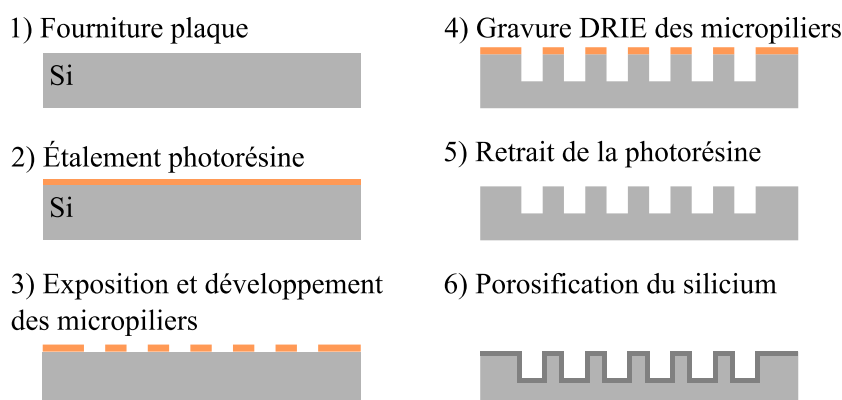 1) Fourniture plaque
Si
2) Étalement photorésine
Si
3) Exposition et développement
des micropiliers
4) Gravure DRIE des micropiliers
5) Retrait de la photorésine
6) Porosification du silicium